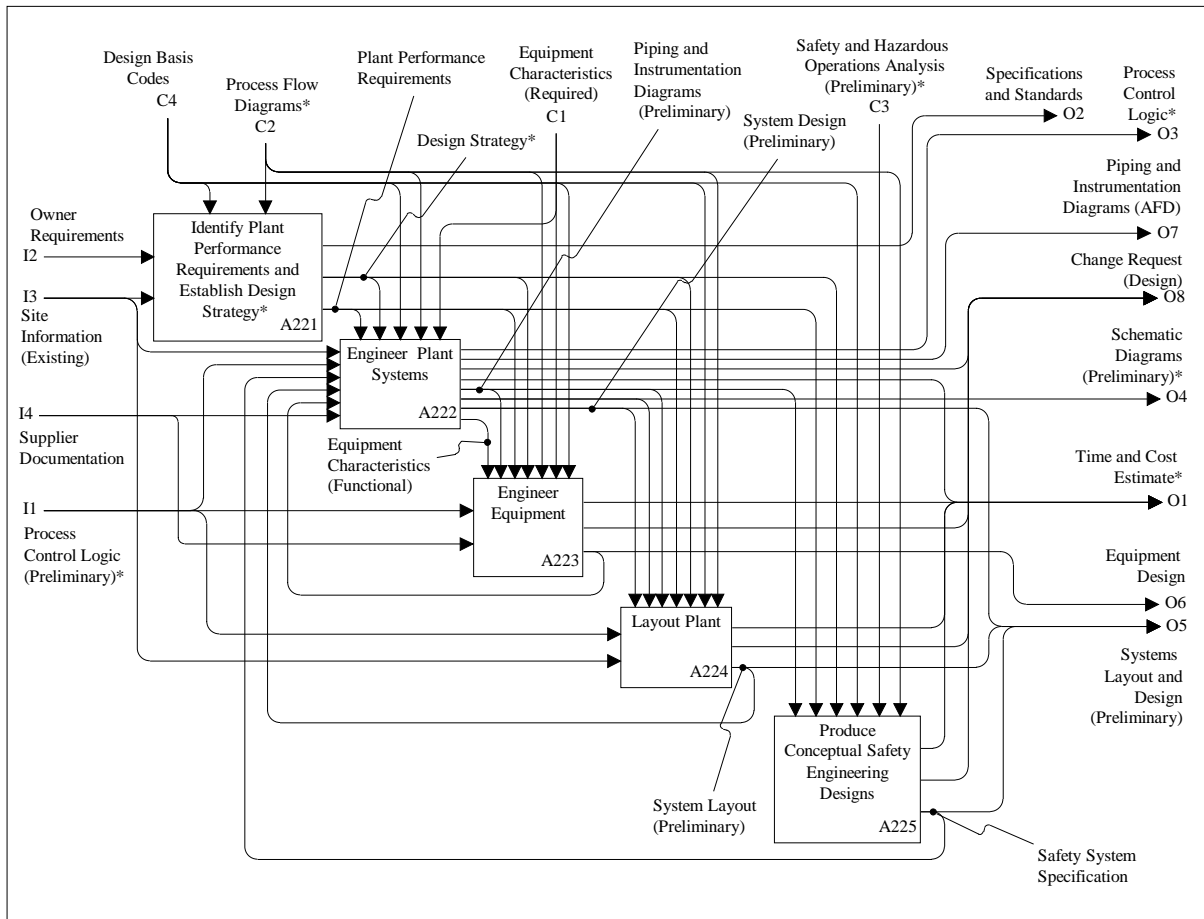 Design Basis
Codes
C4
Process Flow
Diagrams*
C2
Plant Performance
Requirements
Design Strategy*
Equipment
Characteristics
(Required)
C1
Piping and
Instrumentation
Diagrams
(Preliminary)
System Design
(Preliminary)
Safety and Hazardous
Operations Analysis
(Preliminary)*
C3
Specifications
and Standards
O2
Process
Control
Logic*
O3
Piping and
Instrumentation
Diagrams (AFD)
O7
Change Request
(Design)
O8
Schematic
Diagrams
(Preliminary)*
O4
Time and Cost
Estimate*
O1
Equipment
Design
O6
O5
Systems
Layout and
Design
(Preliminary)
Owner
Requirements
I2
I3
Site
Information
(Existing)
I4
Supplier
Documentation
I1
Process
Control Logic
(Preliminary)*
Identify Plant
Performance
Requirements and
Establish Design
Strategy*
A221
Engineer Plant
Systems
A222
Equipment
Characteristics
(Functional)
Engineer
Equipment
A223
Layout Plant
A224
System Layout
(Preliminary)
Produce
Conceptual Safety
Engineering
Designs
A225
Safety System
Specification